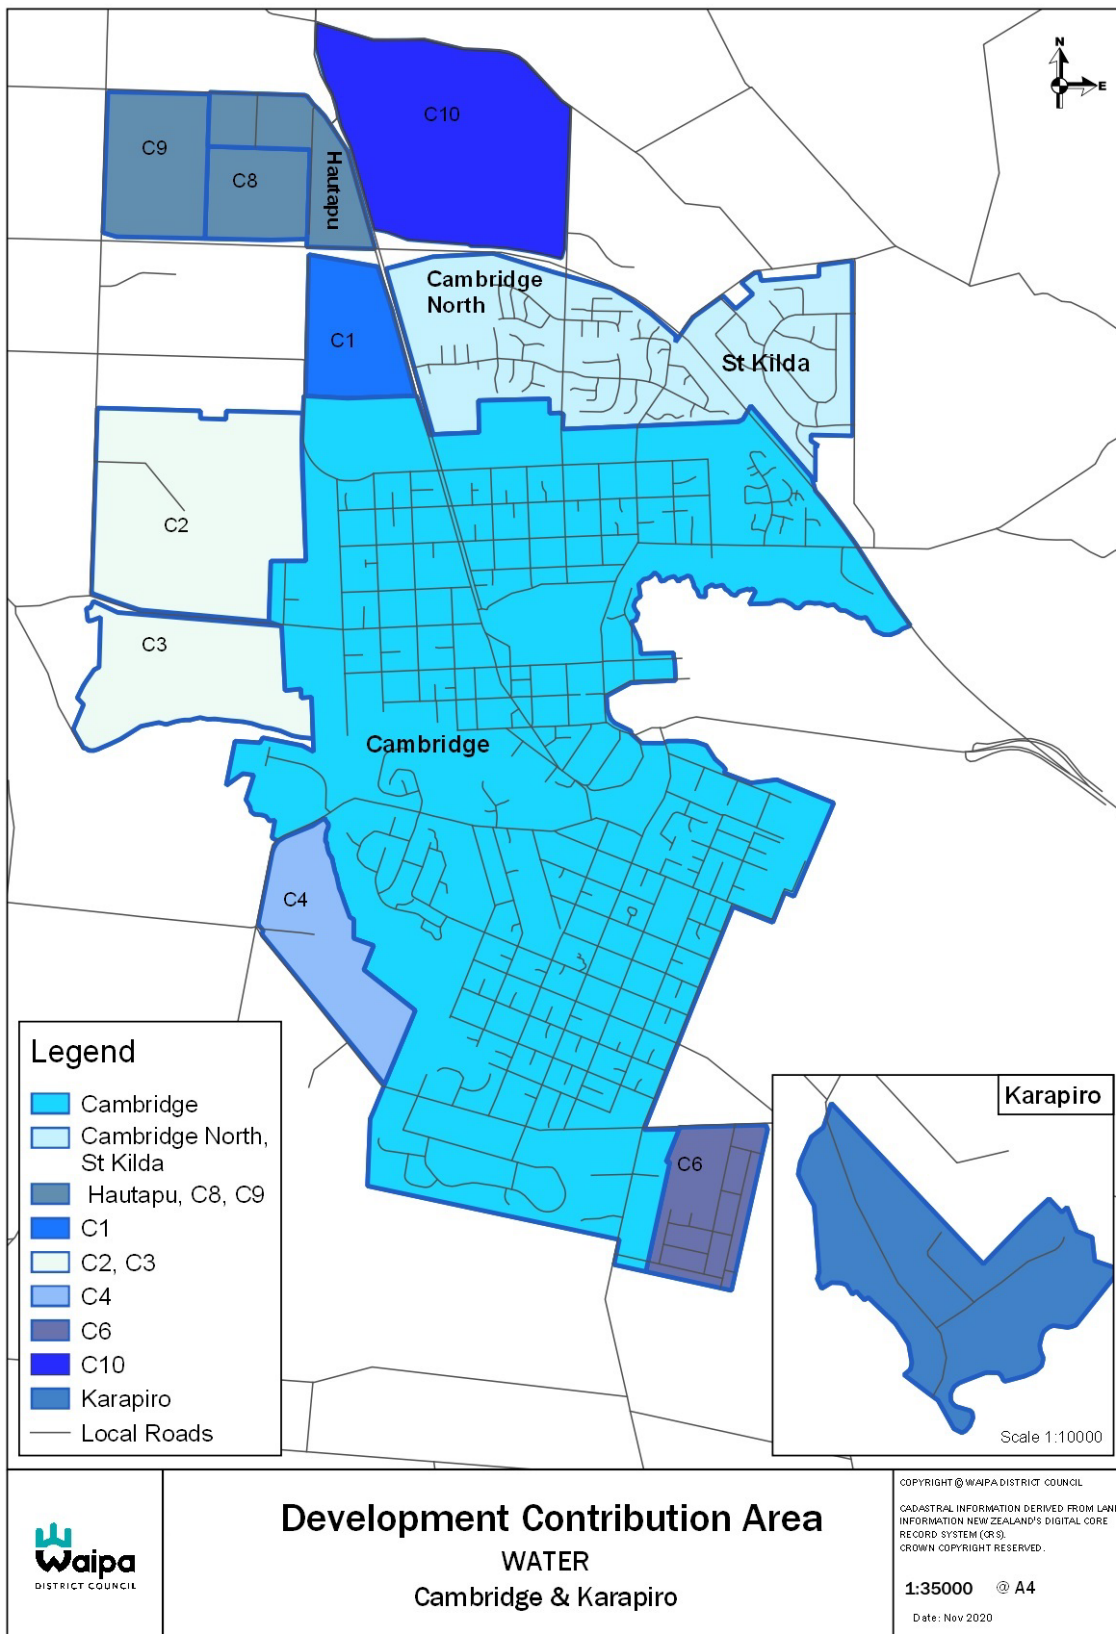 N
E
C10
C9
C8
Hautapu
Cambridge
North
C1
St Kilda
C2
C3
Cambridge
C4
C6
Legend
Cambridge
Cambridge North,
St Kilda
Hautapu, C8, C9
C1
C2, C3
C4
C6
C10
Karapiro
Local Roads
Karapiro
Scale 1:10000
Waipa
DISTRICT COUNCIL
Development Contribution Area
WATER
Cambridge & Karapiro
COPYRIGHT © WAIPA DISTRICT COUNCIL
CADASTRAL INFORMATION DERIVED FROM LAN
INFORMATION NEW ZEALAND'S DIGITAL CORE
RECORD SYSTEM (CRS).
CROWN COPYRIGHT RESERVED.
1:35000 @ A4
Date: Nov 2020